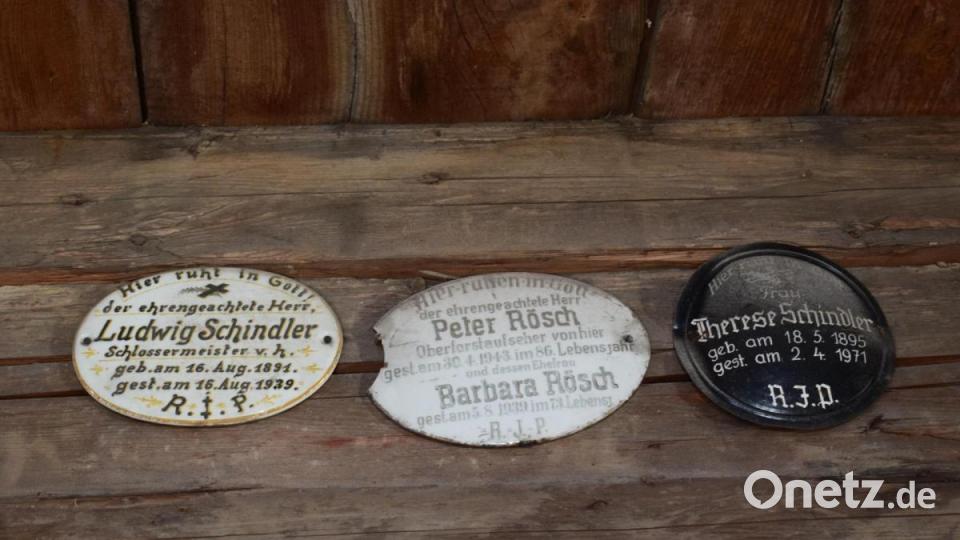 Hier ruht in Gott!
der ehrengeachtete Herr,
Ludwig Schindler
Schlossermeister v. h.
geb. am 16. Aug. 1891.
gest. am 16. Aug. 1939.
R. ‡ P.
Hier ruhen in Gott
der ehrengeachtete Herr
Peter Rösch
Oberforstaufseher von hier
gest. am 30. 4. 1943. im 86. Lebensjahr
und dessen Ehefrau
Barbara Rösch
gest. am 5. 8. 1939 im 73. Lebensj.
R. I. P.
Hier
Frau
Therese Schindler
geb. am 18. 5. 1895
gest. am 2. 4. 1971
R.I.P.
Onetz.de